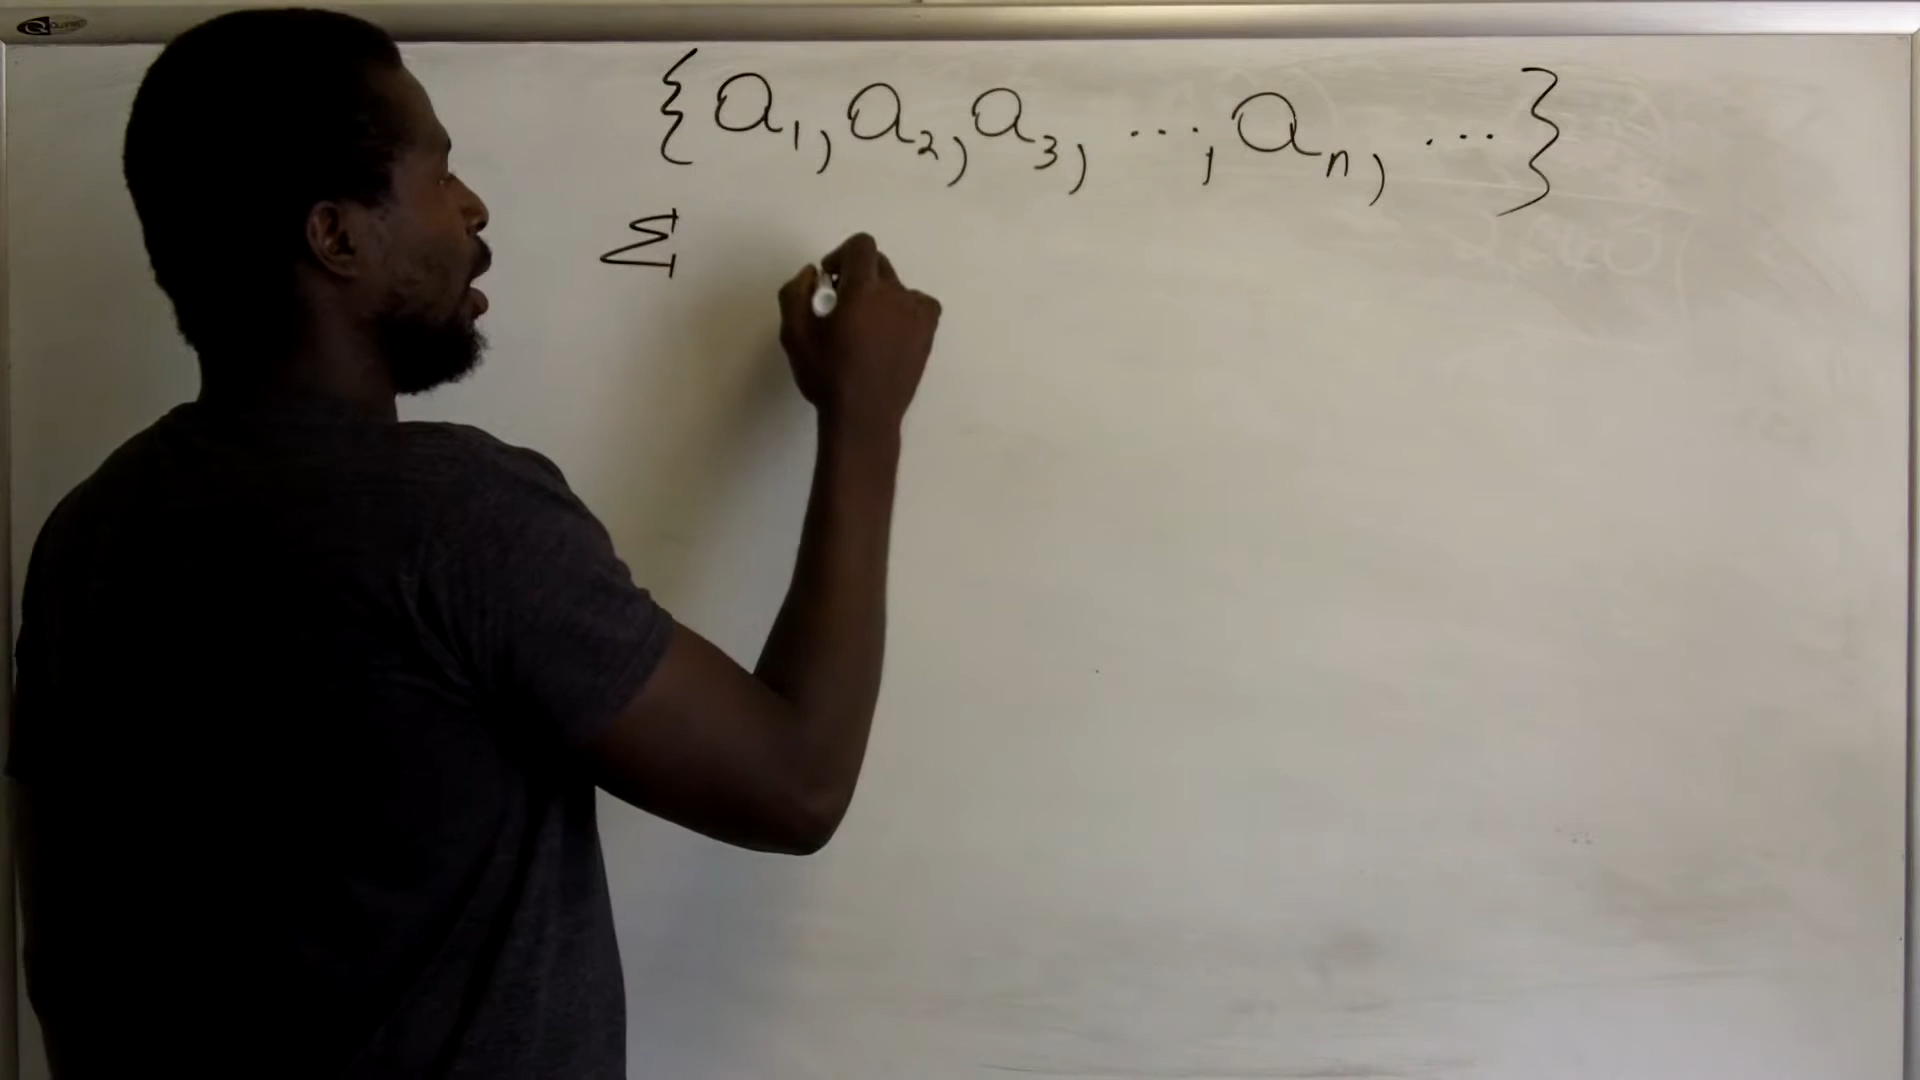 {a₁, a₂, a₃, ..., aₙ, ...}
Σ